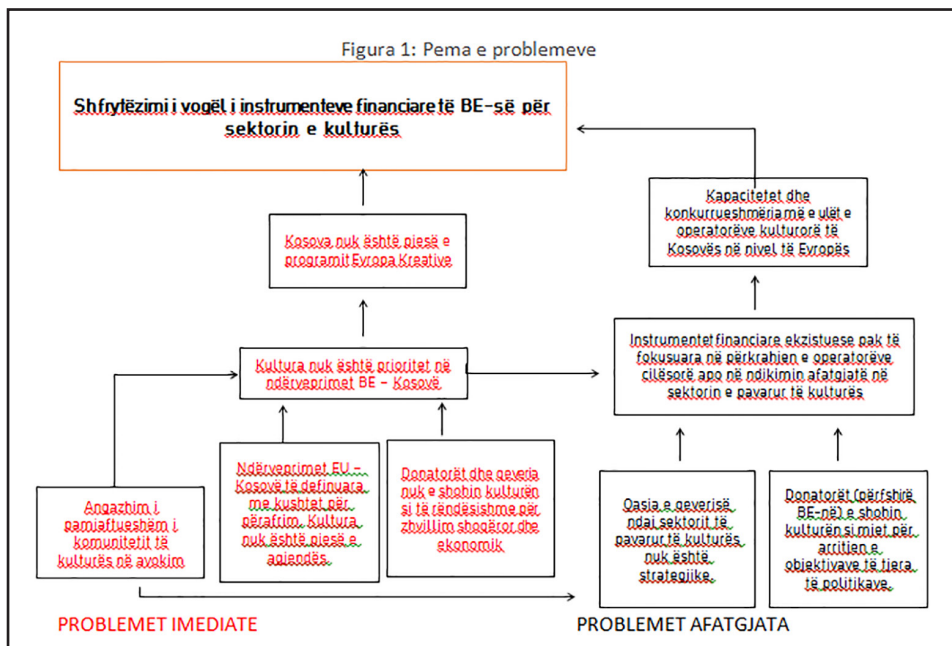 Figura 1: Pema e problemeve
Shfrytëzimi i vogël i instrumenteve financiare të BE-së për
sektorin e kulturës
Kosova nuk është pjesë e
programit Evropa Kreative
Kapacitetet dhe
konkurrueshmëria më e ulët e
operatorëve kulturorë të
Kosovës në nivel të Evropës
Kultura nuk është prioritet në
ndërveprimet BE – Kosovë
Instrumentet financiare ekzistuese pak të
fokusuara në përkrahjen e operatorëve
cilësorë apo në ndikimin afatgjatë në
sektorin e pavarur të kulturës
Angazhim i
pamjaftueshëm i
komunitetit të
kulturës në avokim
Ndërveprimet EU –
Kosovë të definuara
me kushtet për
përafrim. Kultura
nuk është pjesë e
agjendës.
Donatorët dhe qeveria
nuk e shohin kulturën
si të rëndësishme për
zhvillim shoqëror dhe
ekonomik
Qasja e qeverisë
ndaj sektorit të
pavarur të kulturës
nuk është
strategjike.
Donatorët (përfshirë
BE-në) e shohin
kulturën si mjet për
arritjen e
objektivave të tjera
të politikave.
PROBLEMET IMEDIATE
PROBLEMET AFATGJATA